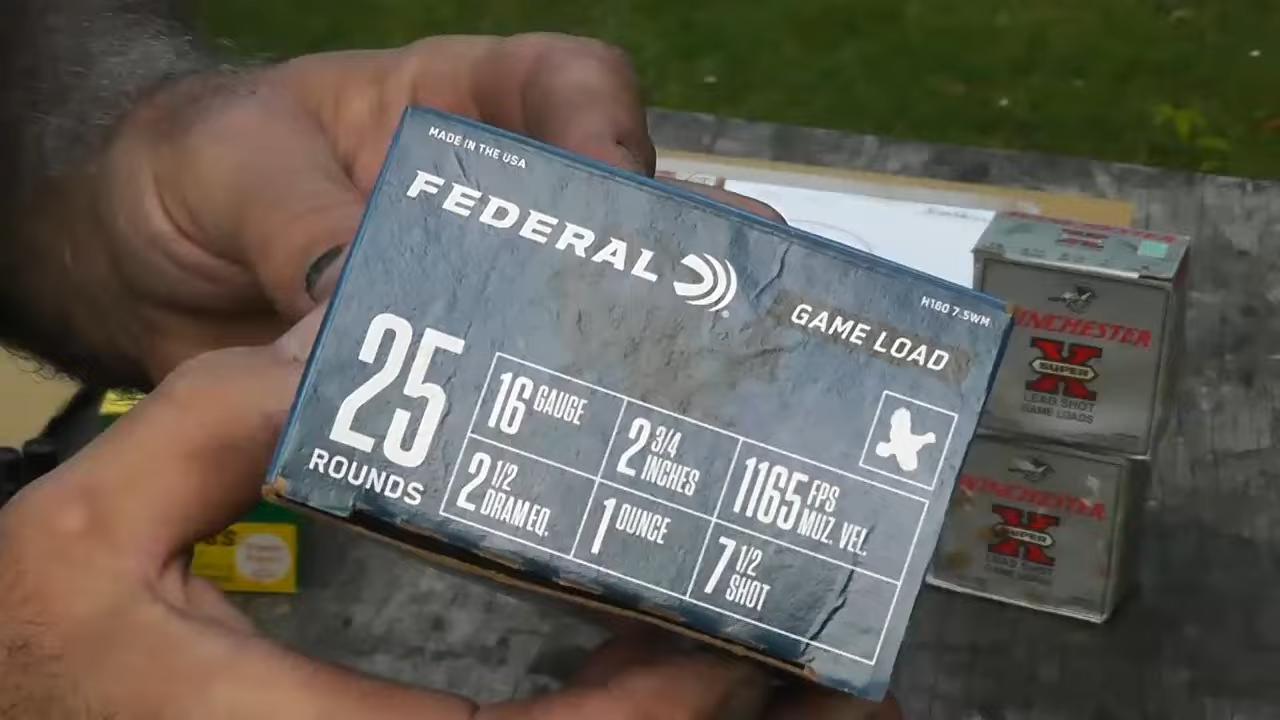 MADE IN THE USA
FEDERAL
H160 7.5WM
GAME LOAD
25
ROUNDS
16 GAUGE
2 3/4 INCHES
1165 FPS MUZ. VEL.
2 1/2 DRAM EQ.
1 OUNCE
7 1/2 SHOT
WINCHESTER
SUPER
X
LEAD SHOT
GAME LOADS
WINCHESTER
SUPER
X
LEAD SHOT
GAME LOADS